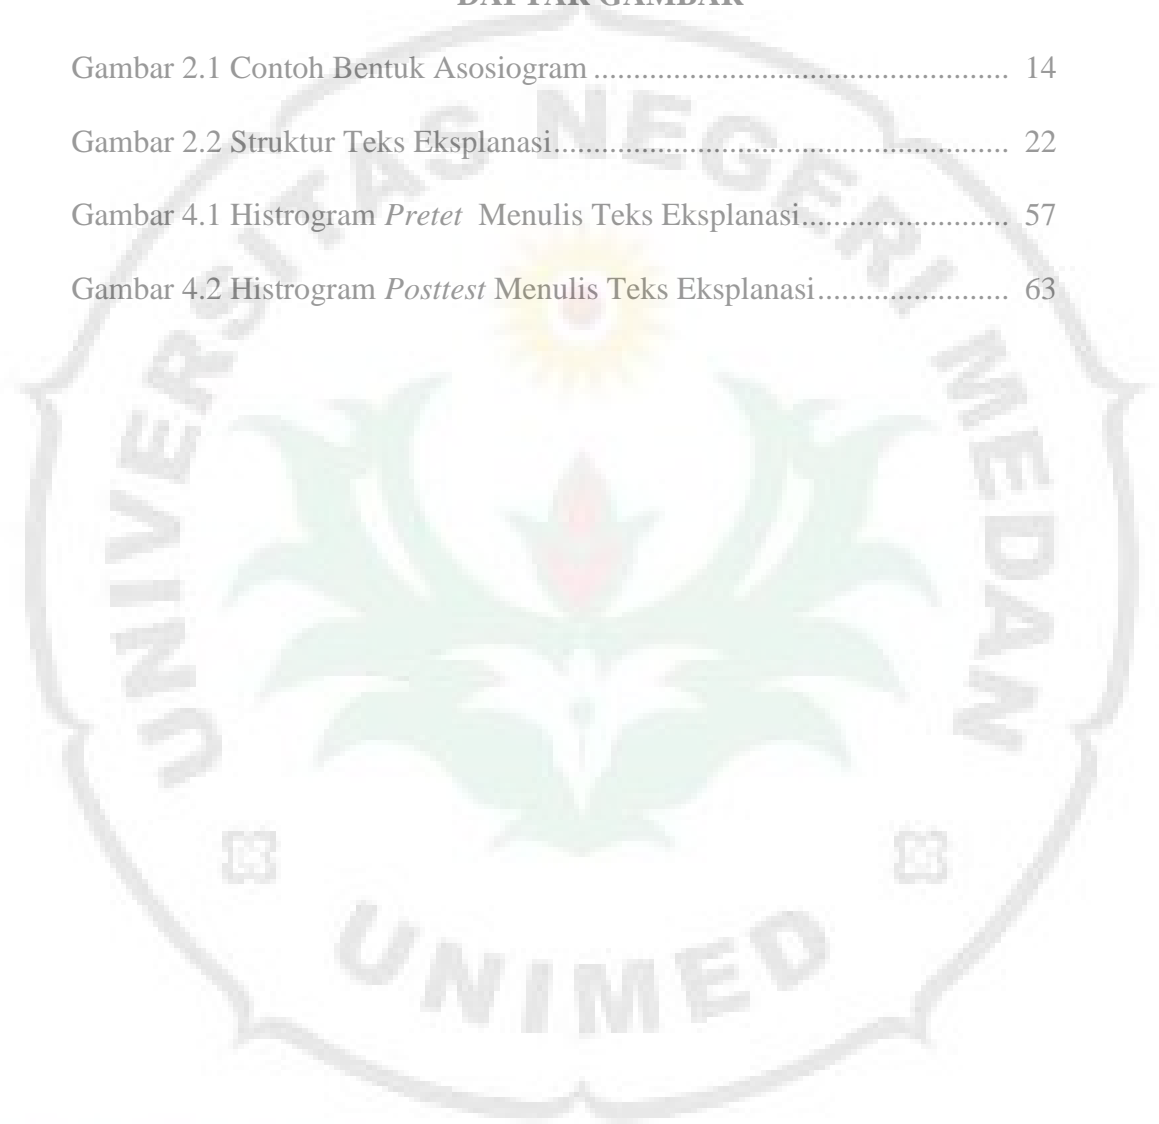 DAFTAR GAMBAR
Gambar 2.1 Contoh Bentuk Asosiogram .................................................... 14
Gambar 2.2 Struktur Teks Eksplanasi......................................................... 22
Gambar 4.1 Histrogram Pretet Menulis Teks Eksplanasi.......................... 57
Gambar 4.2 Histrogram Posttest Menulis Teks Eksplanasi........................ 63
UNIVERSITAS NEGERI MEDAN
UNIMED